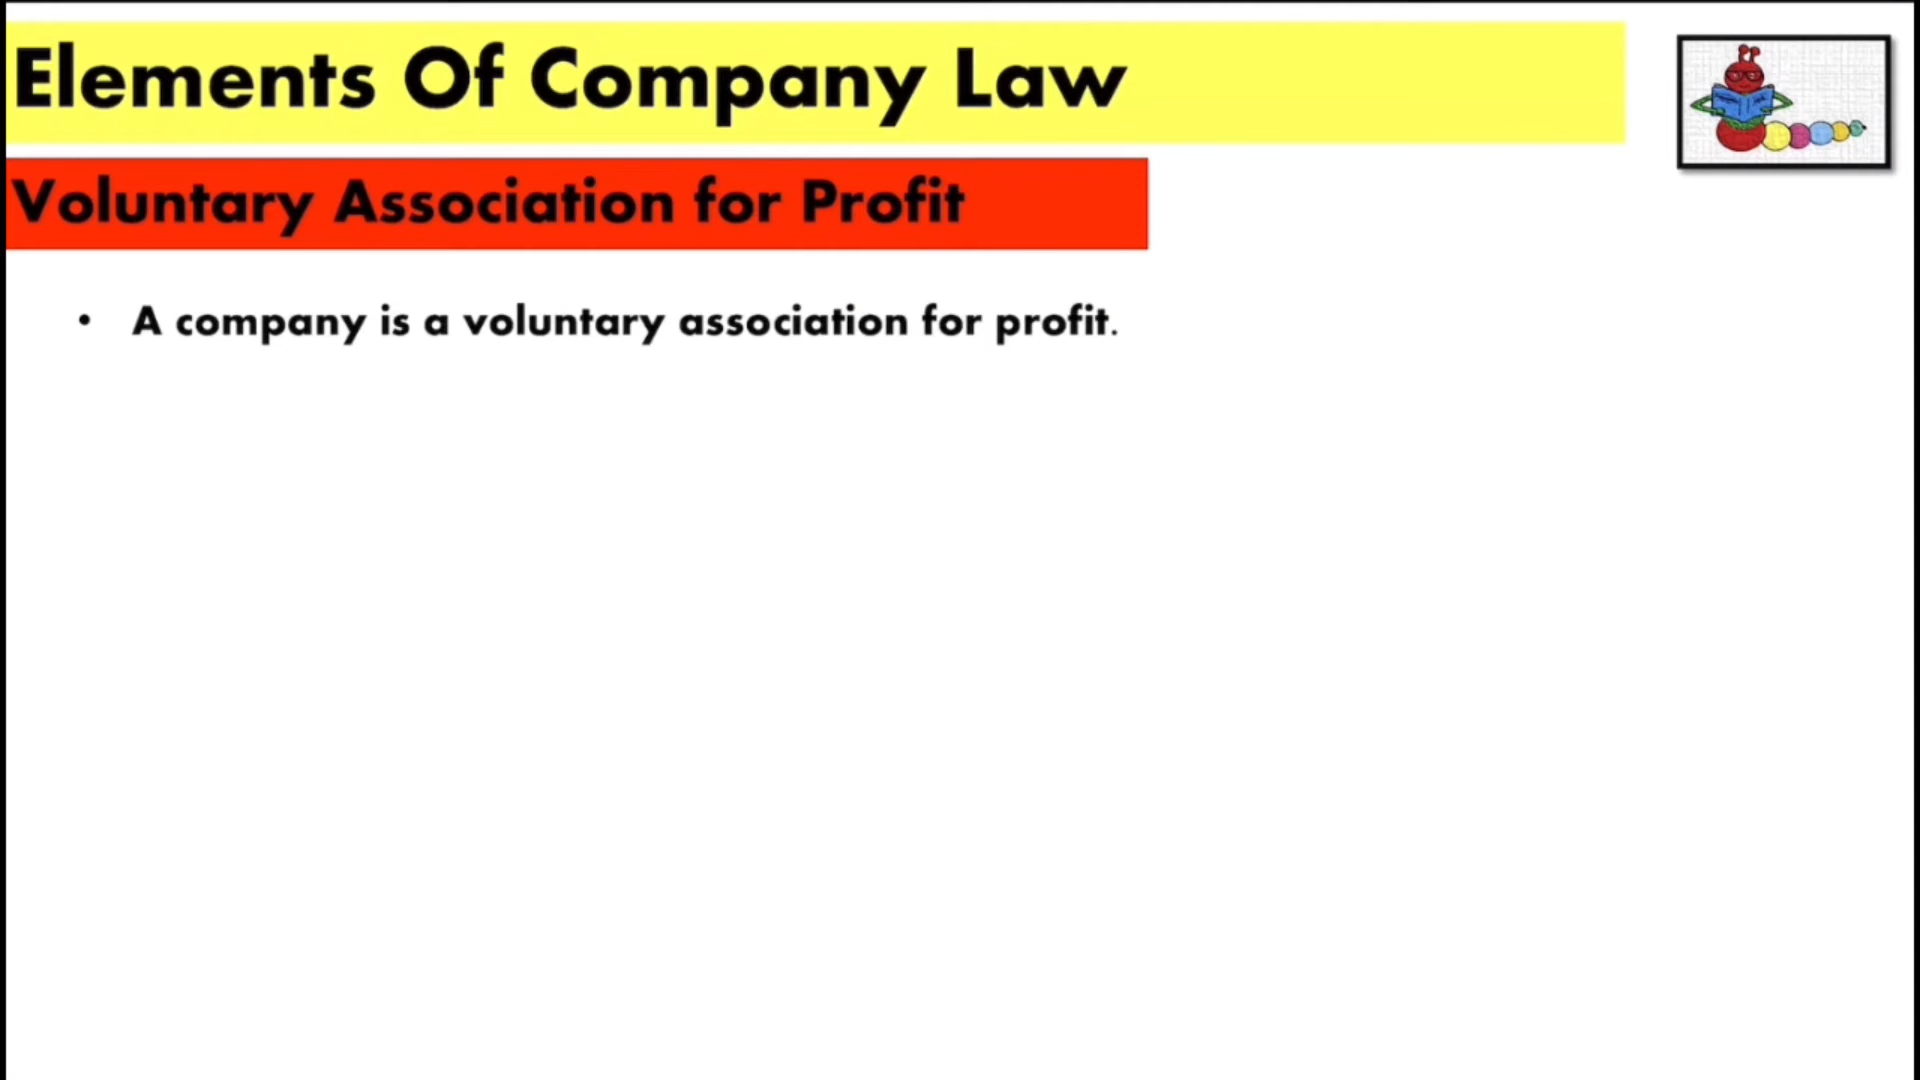 Elements Of Company Law
Voluntary Association for Profit
• A company is a voluntary association for profit.